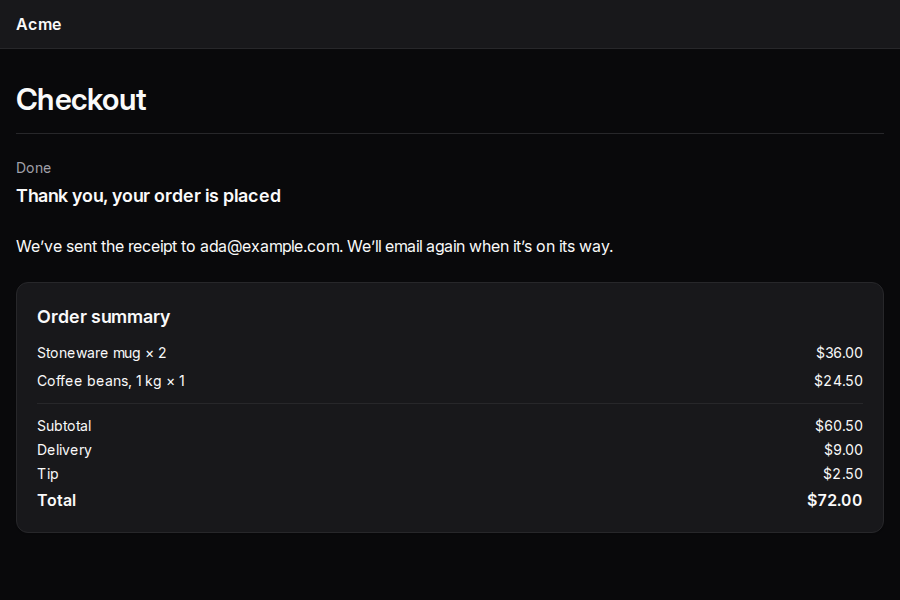 Acme
Checkout
Done
Thank you, your order is placed
We’ve sent the receipt to ada@example.com. We’ll email again when it’s on its way.
Order summary
Stoneware mug × 2 $36.00
Coffee beans, 1 kg × 1 $24.50
Subtotal $60.50
Delivery $9.00
Tip $2.50
Total $72.00